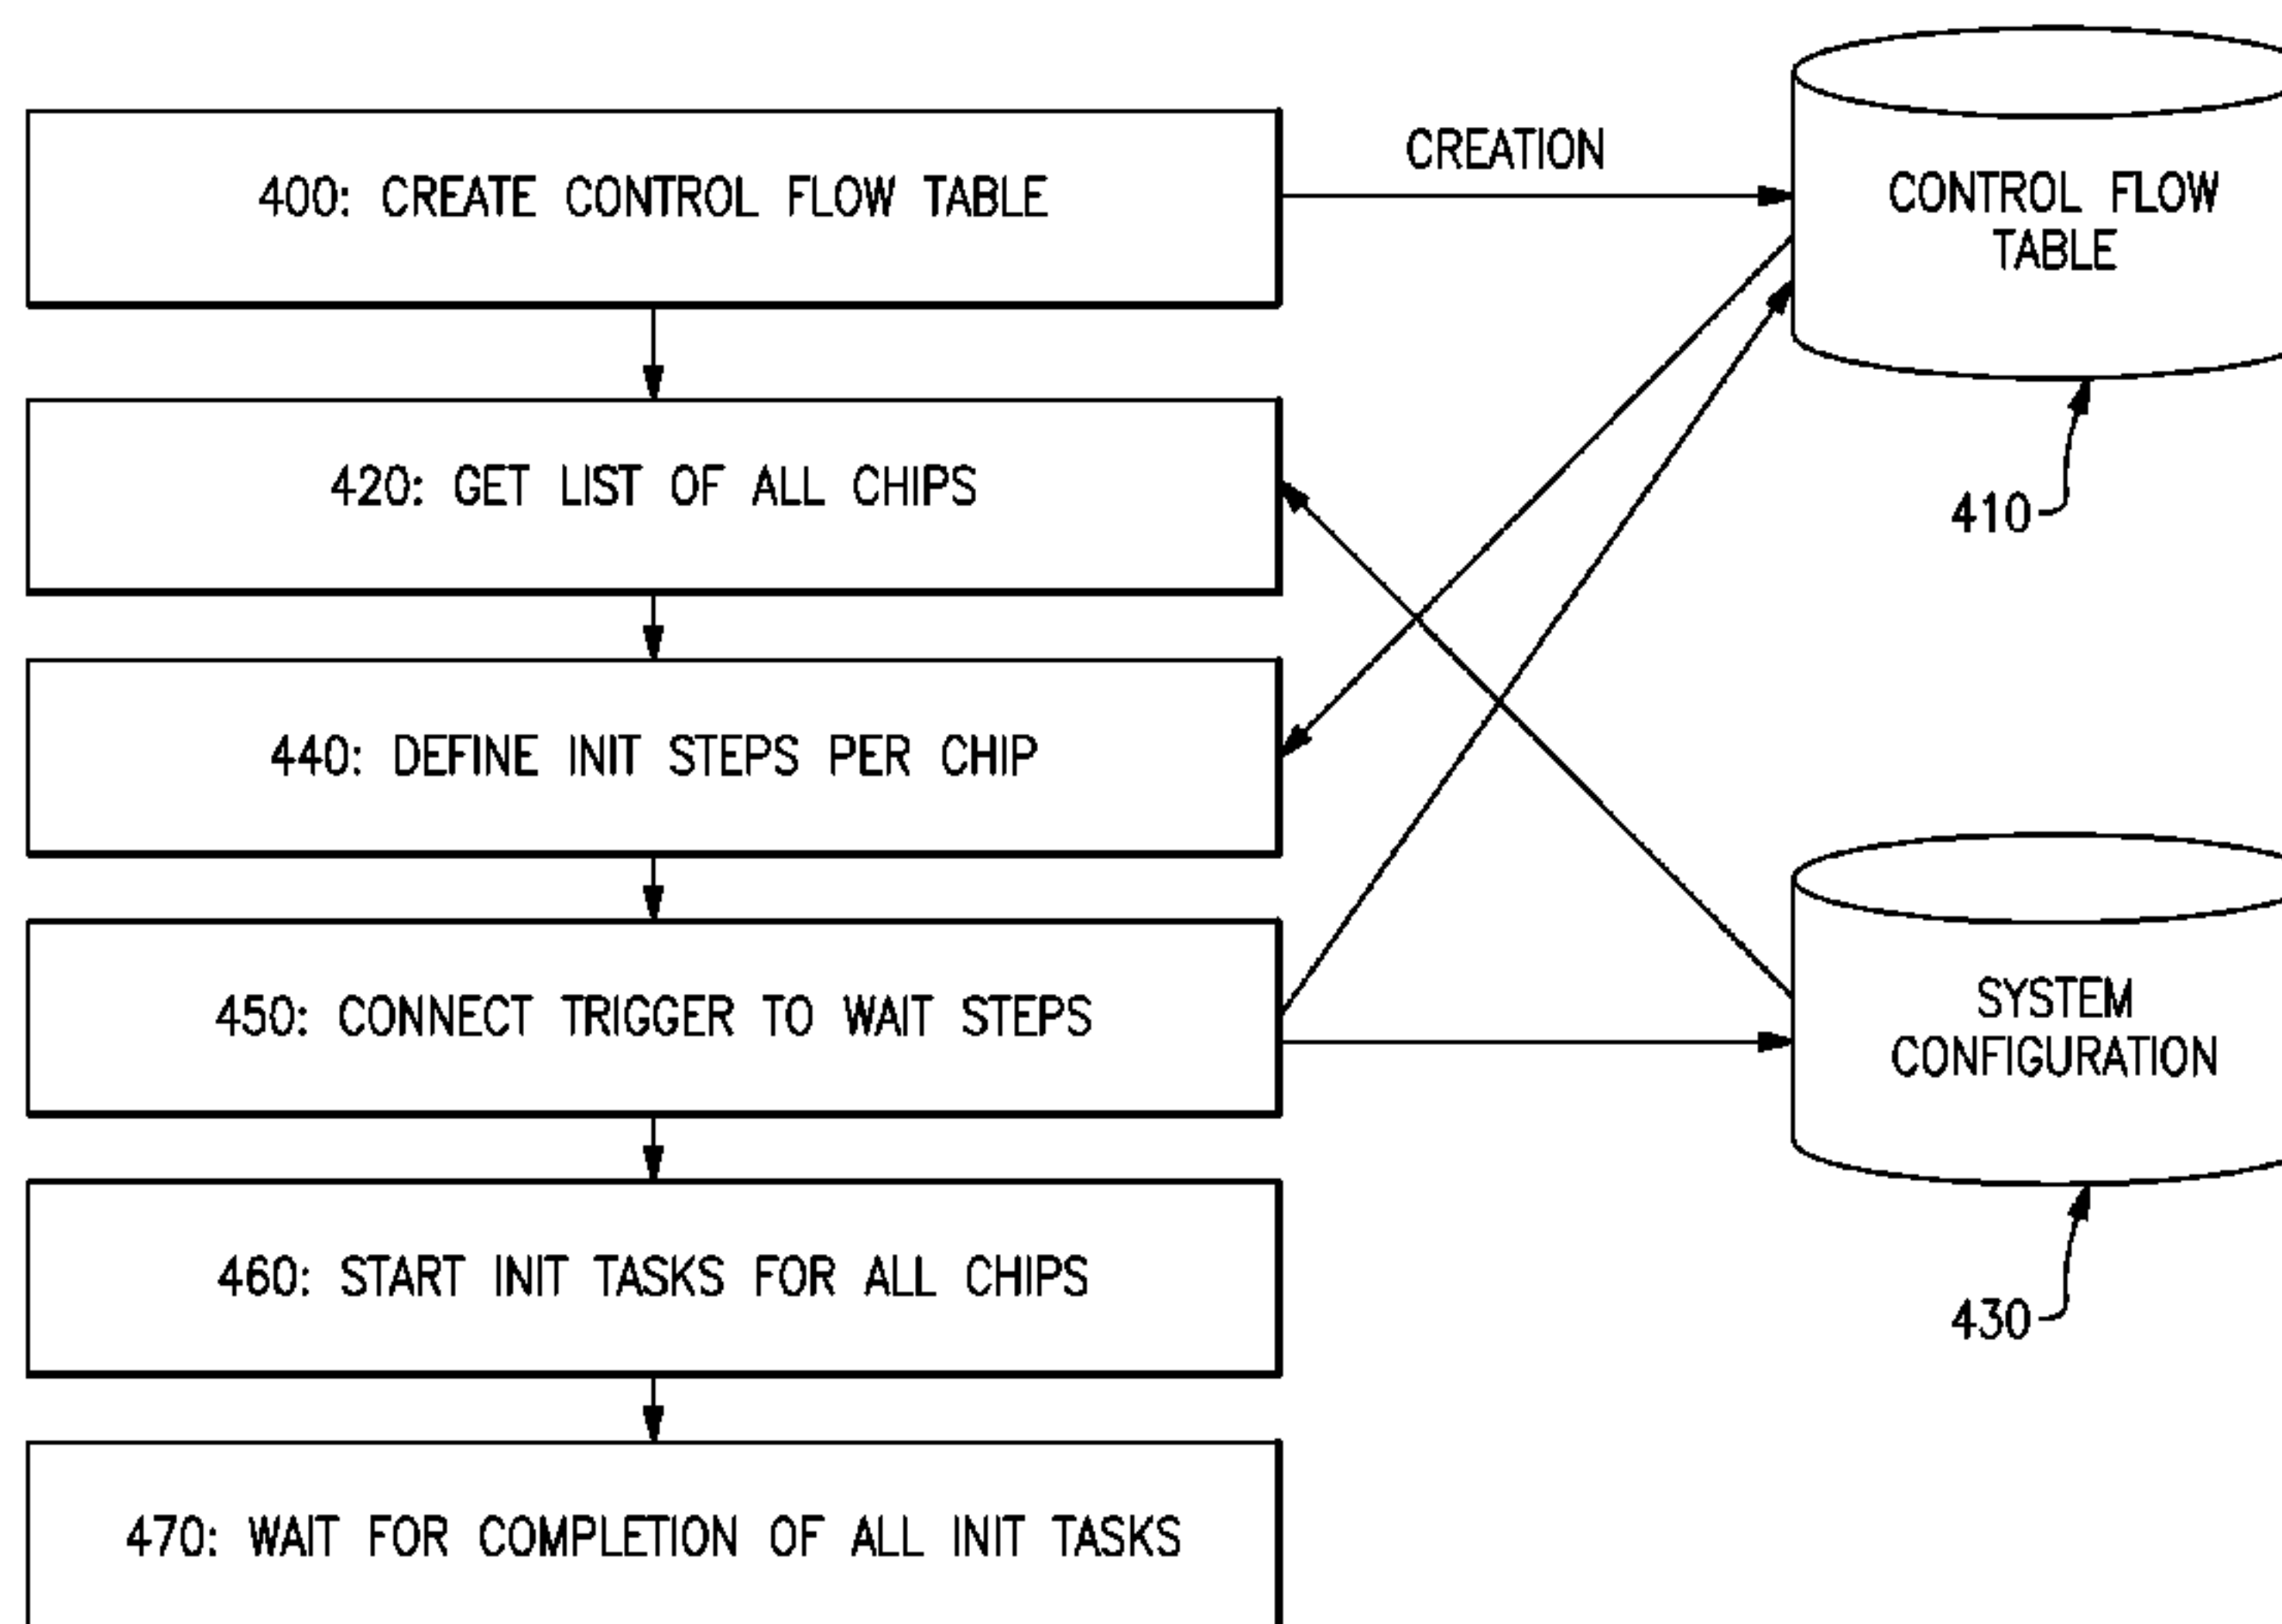 400: CREATE CONTROL FLOW TABLE
CREATION
CONTROL FLOW
TABLE
410
420: GET LIST OF ALL CHIPS
440: DEFINE INIT STEPS PER CHIP
450: CONNECT TRIGGER TO WAIT STEPS
SYSTEM
CONFIGURATION
430
460: START INIT TASKS FOR ALL CHIPS
470: WAIT FOR COMPLETION OF ALL INIT TASKS